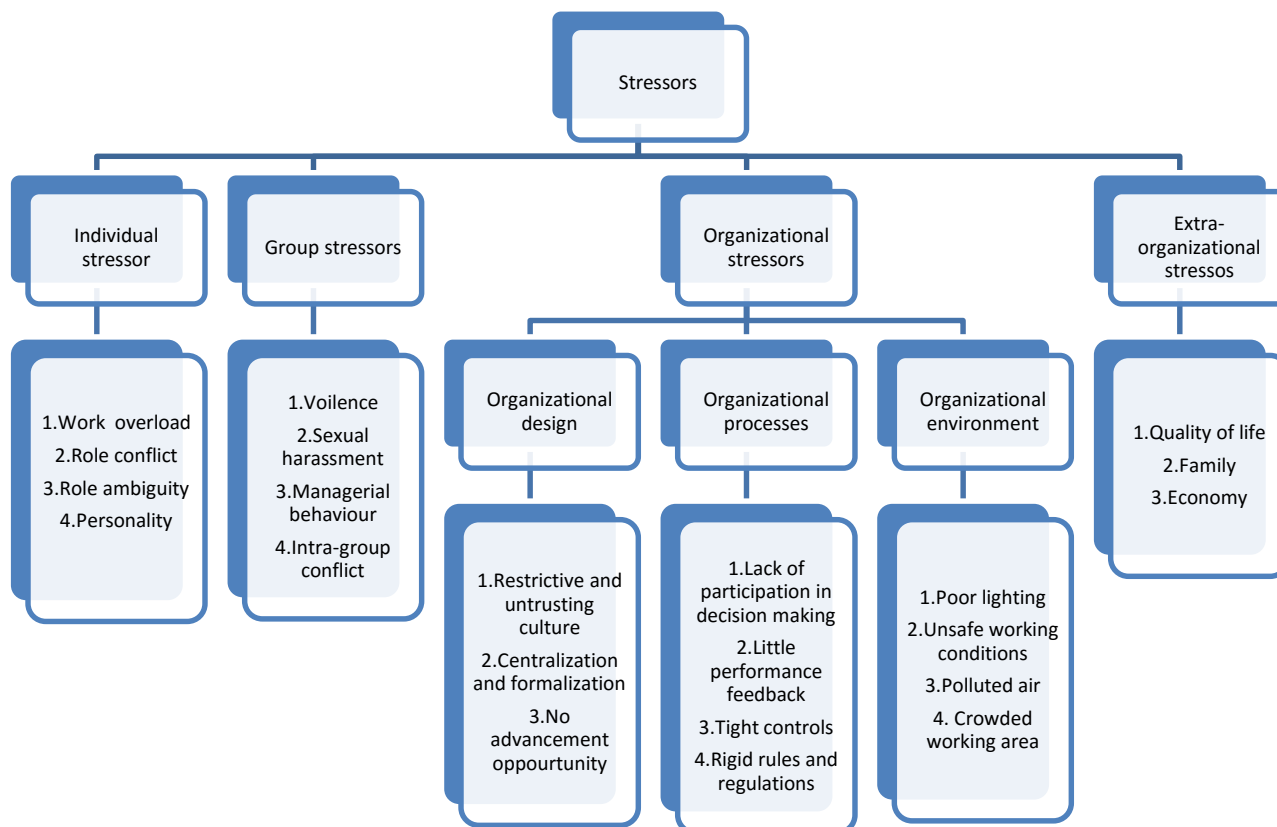 Stressors
Individual
stressor
Group stressors
Organizational
stressors
Extra-
organizational
stressos
1.Work  overload
2.Role conflict
3.Role ambiguity
4.Personality
1.Voilence
2.Sexual
harassment
3.Managerial
behaviour
4.Intra-group
conflict
Organizational
design
Organizational
processes
Organizational
environment
1.Quality of life
2.Family
3.Economy
1.Restrictive and
untrusting
culture
2.Centralization
and formalization
3.No
advancement
oppourtunity
1.Lack of
participation in
decision making
2.Little
performance
feedback
3.Tight controls
4.Rigid rules and
regulations
1.Poor lighting
2.Unsafe working
conditions
3.Polluted air
4. Crowded
working area